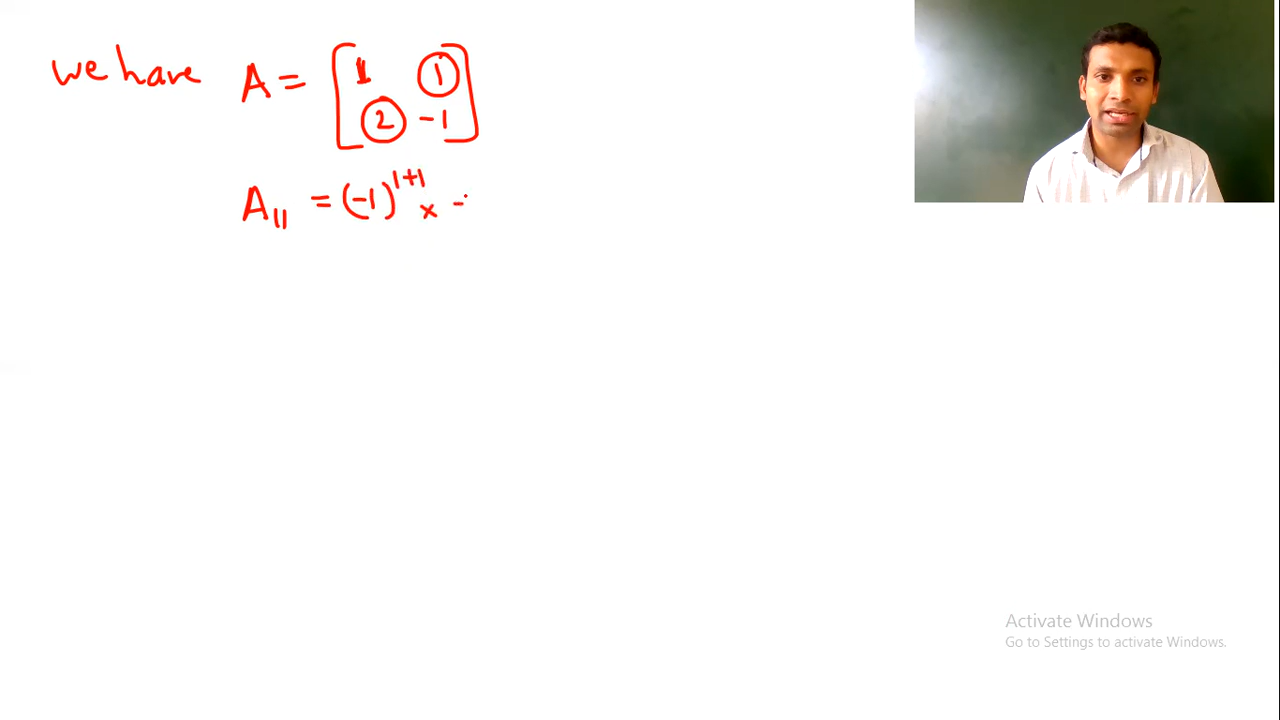 we have A = [ 1 1
2 -1 ]
A11 = (-1)^1+1 x -
Activate Windows
Go to Settings to activate Windows.